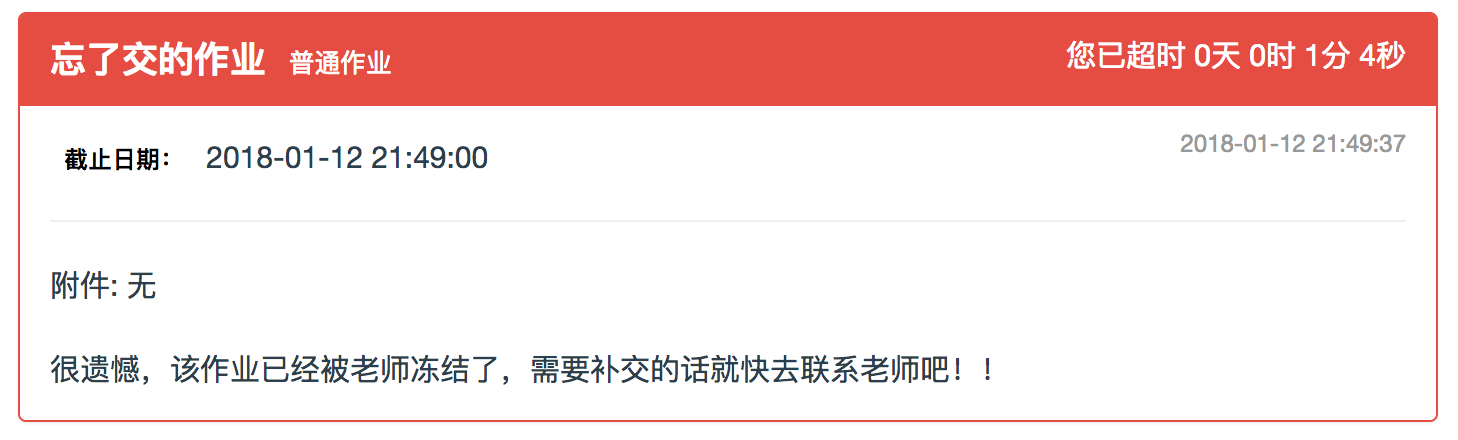 忘了交的作业 普通作业 您已超时 0天 0时 1分 4秒
截止日期： 2018-01-12 21:49:00 2018-01-12 21:49:37
附件: 无
很遗憾，该作业已经被老师冻结了，需要补交的话就快去联系老师吧！！